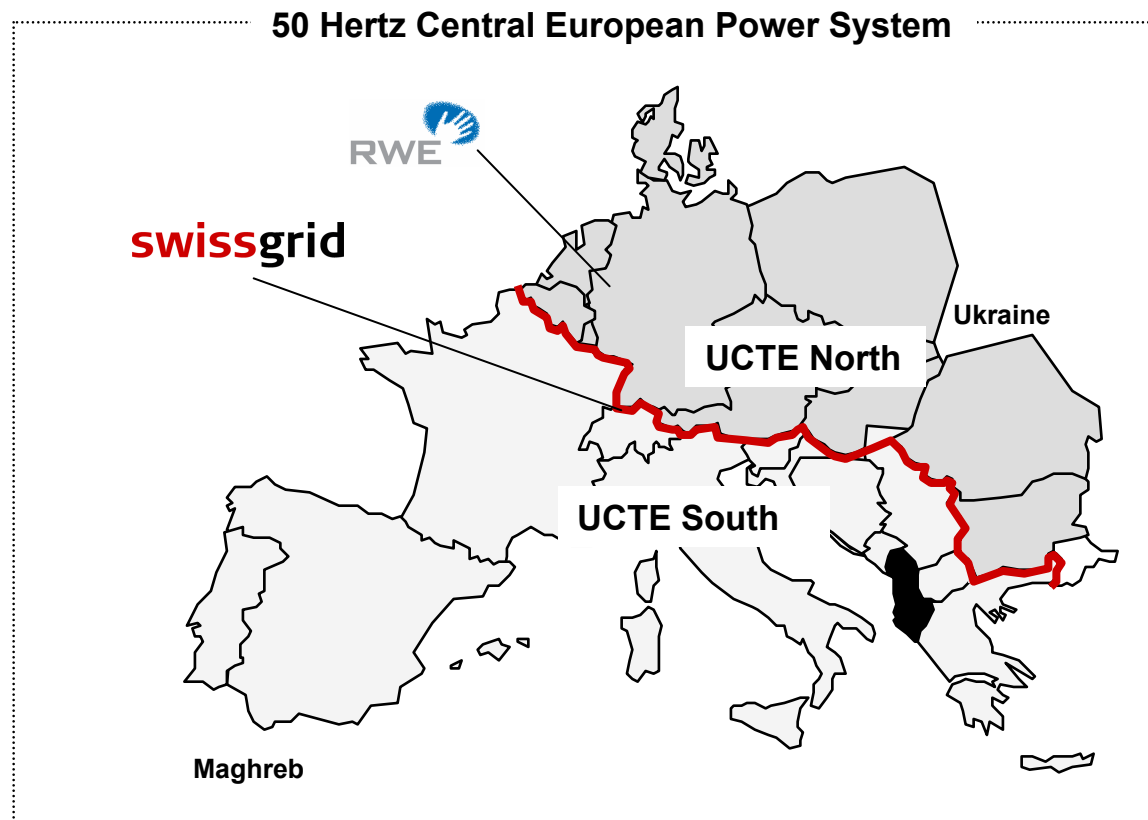 50 Hertz Central European Power System
RWE
swissgrid
Ukraine
UCTE North
UCTE South
Maghreb